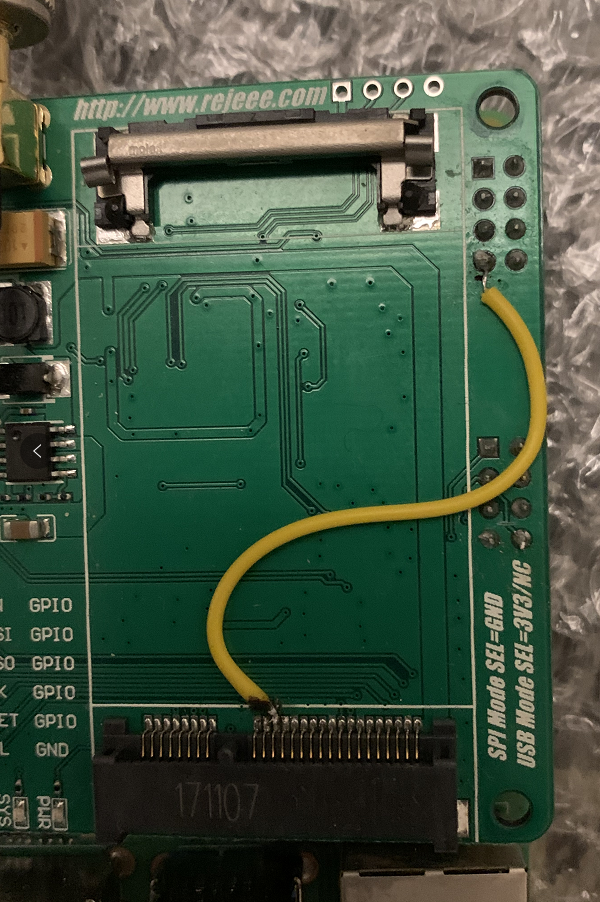 http://www.rejeee.com
molex
N GPIO
SI GPIO
SO GPIO
K GPIO
ET GPIO
L GND
SYS
PWR
171107
SPI Mode SEL=GND
USB Mode SEL=3V3/NC